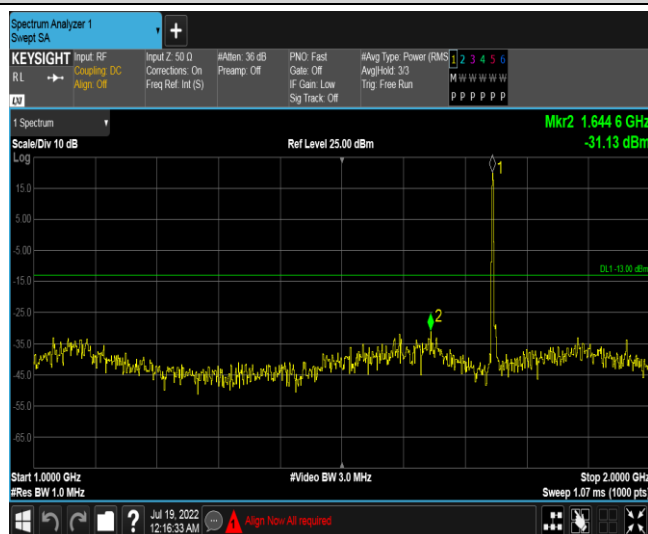 Spectrum Analyzer 1
Swept SA
+
KEYSIGHT
RL
LXI
Input: RF
Coupling: DC
Align: Off
Input Z: 50 Ω
Corrections: On
Freq Ref: Int (S)
#Atten: 36 dB
Preamp: Off
PNO: Fast
Gate: Off
IF Gain: Low
Sig Track: Off
#Avg Type: Power (RMS
Avg|Hold: 3/3
Trig: Free Run
1 2 3 4 5 6
M W W W W W
P P P P P P
1 Spectrum
Scale/Div 10 dB
Ref Level 25.00 dBm
Mkr2 1.644 6 GHz
-31.13 dBm
Log
15.0
5.00
-5.00
-15.0
-25.0
-35.0
-45.0
-55.0
-65.0
1
2
DL1 -13.00 dBm
Start 1.0000 GHz
#Res BW 1.0 MHz
#Video BW 3.0 MHz
Stop 2.0000 GHz
Sweep 1.07 ms (1000 pts)
?
Jul 19, 2022
12:16:33 AM
Align Now All required